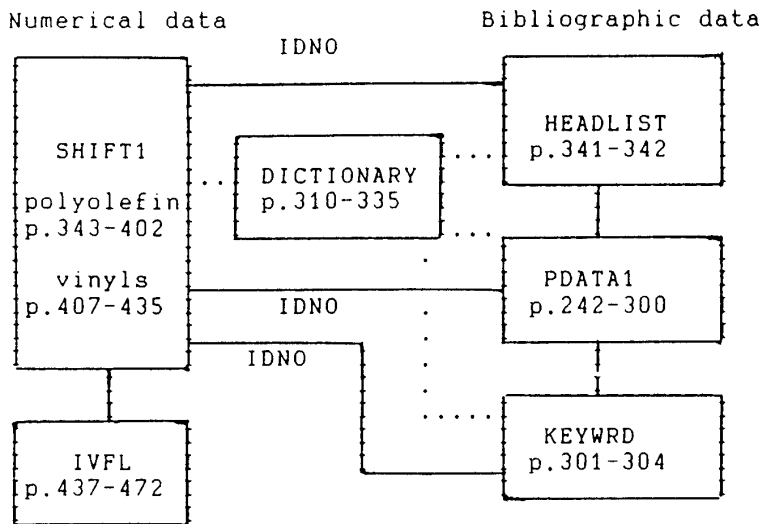 Numerical data
Bibliographic data
IDNO
SHIFT1
polyolefin
p.343-402
vinyls
p.407-435
DICTIONARY
p.310-335
HEADLIST
p.341-342
IDNO
PDATA1
p.242-300
IDNO
KEYWRD
p.301-304
IVFL
p.437-472